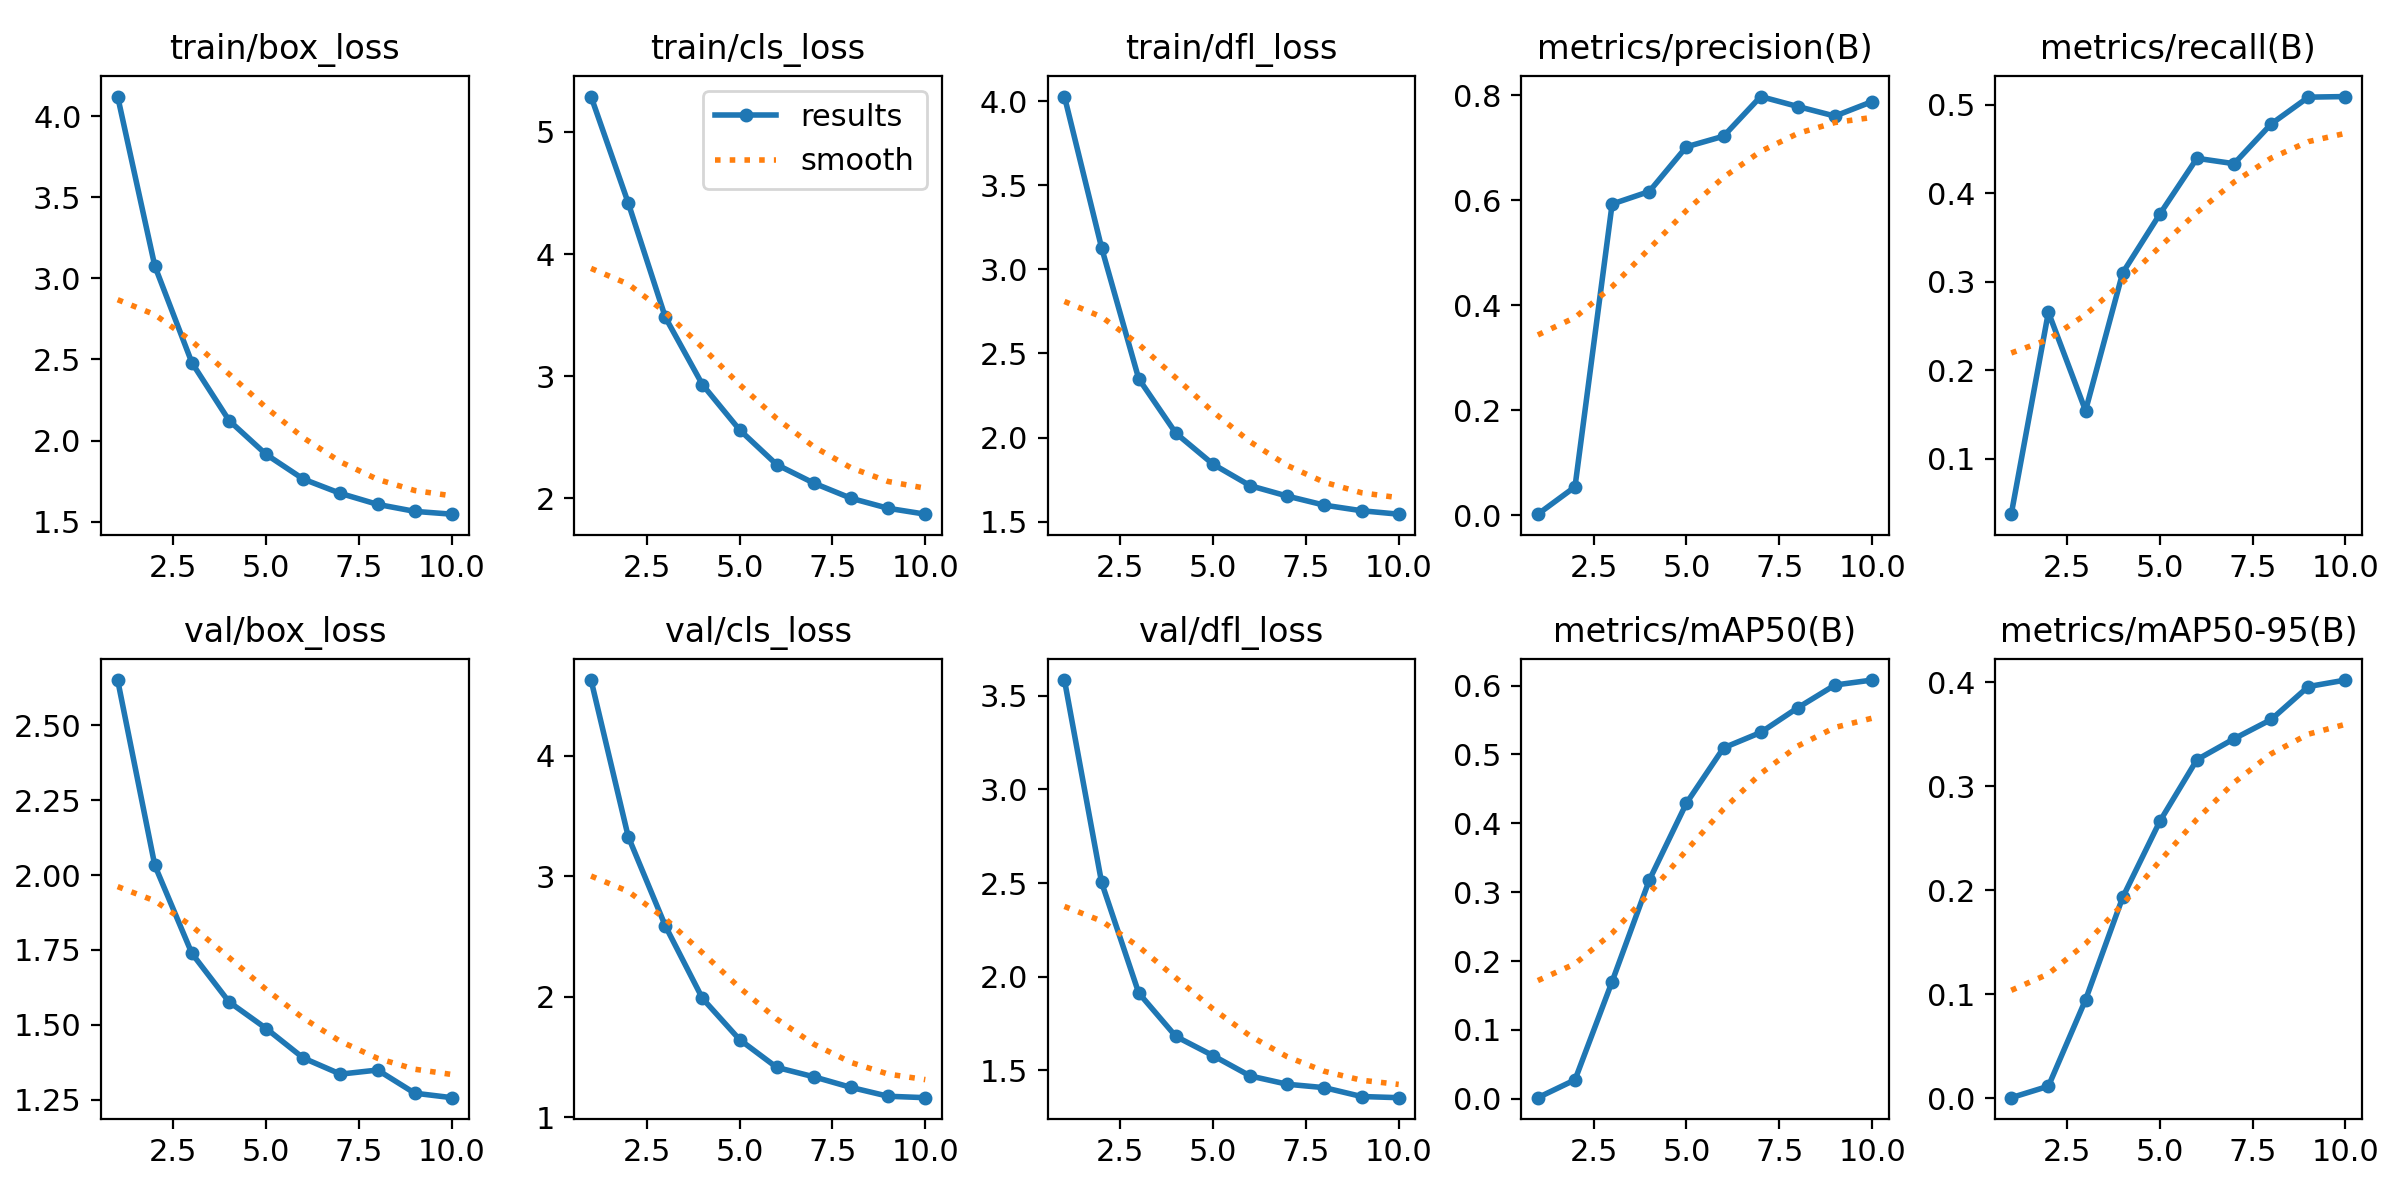 train/box_loss
train/cls_loss
train/dfl_loss
metrics/precision(B)
metrics/recall(B)
4.0
3.5
3.0
2.5
2.0
1.5
2.5 5.0 7.5 10.0
results
smooth
5
4
3
2
2.5 5.0 7.5 10.0
4.0
3.5
3.0
2.5
2.0
1.5
2.5 5.0 7.5 10.0
0.8
0.6
0.4
0.2
0.0
2.5 5.0 7.5 10.0
0.5
0.4
0.3
0.2
0.1
2.5 5.0 7.5 10.0
val/box_loss
val/cls_loss
val/dfl_loss
metrics/mAP50(B)
metrics/mAP50-95(B)
2.50
2.25
2.00
1.75
1.50
1.25
2.5 5.0 7.5 10.0
4
3
2
1
2.5 5.0 7.5 10.0
3.5
3.0
2.5
2.0
1.5
2.5 5.0 7.5 10.0
0.6
0.5
0.4
0.3
0.2
0.1
0.0
2.5 5.0 7.5 10.0
0.4
0.3
0.2
0.1
0.0
2.5 5.0 7.5 10.0